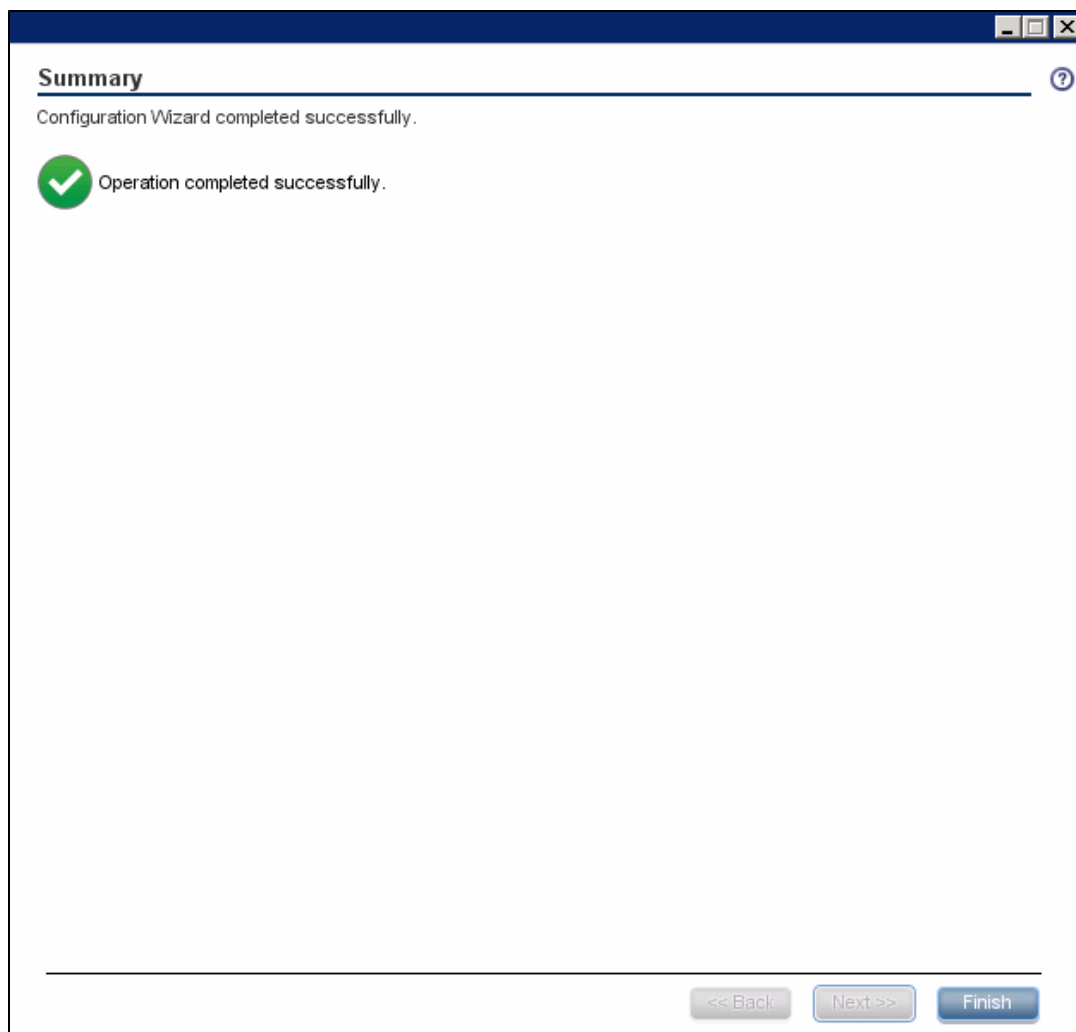 Summary
Configuration Wizard completed successfully.
Operation completed successfully.
<< Back
Next >>
Finish